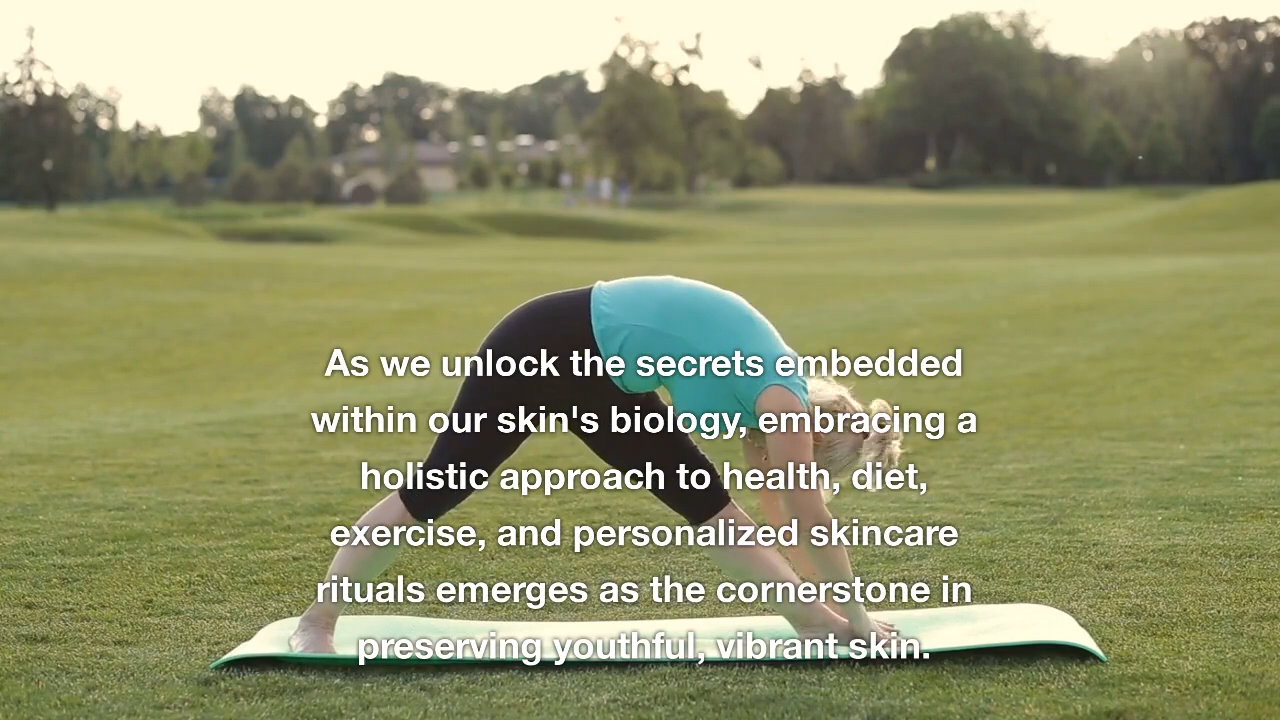 As we unlock the secrets embedded
within our skin's biology, embracing a
holistic approach to health, diet,
exercise, and personalized skincare
rituals emerges as the cornerstone in
preserving youthful, vibrant skin.